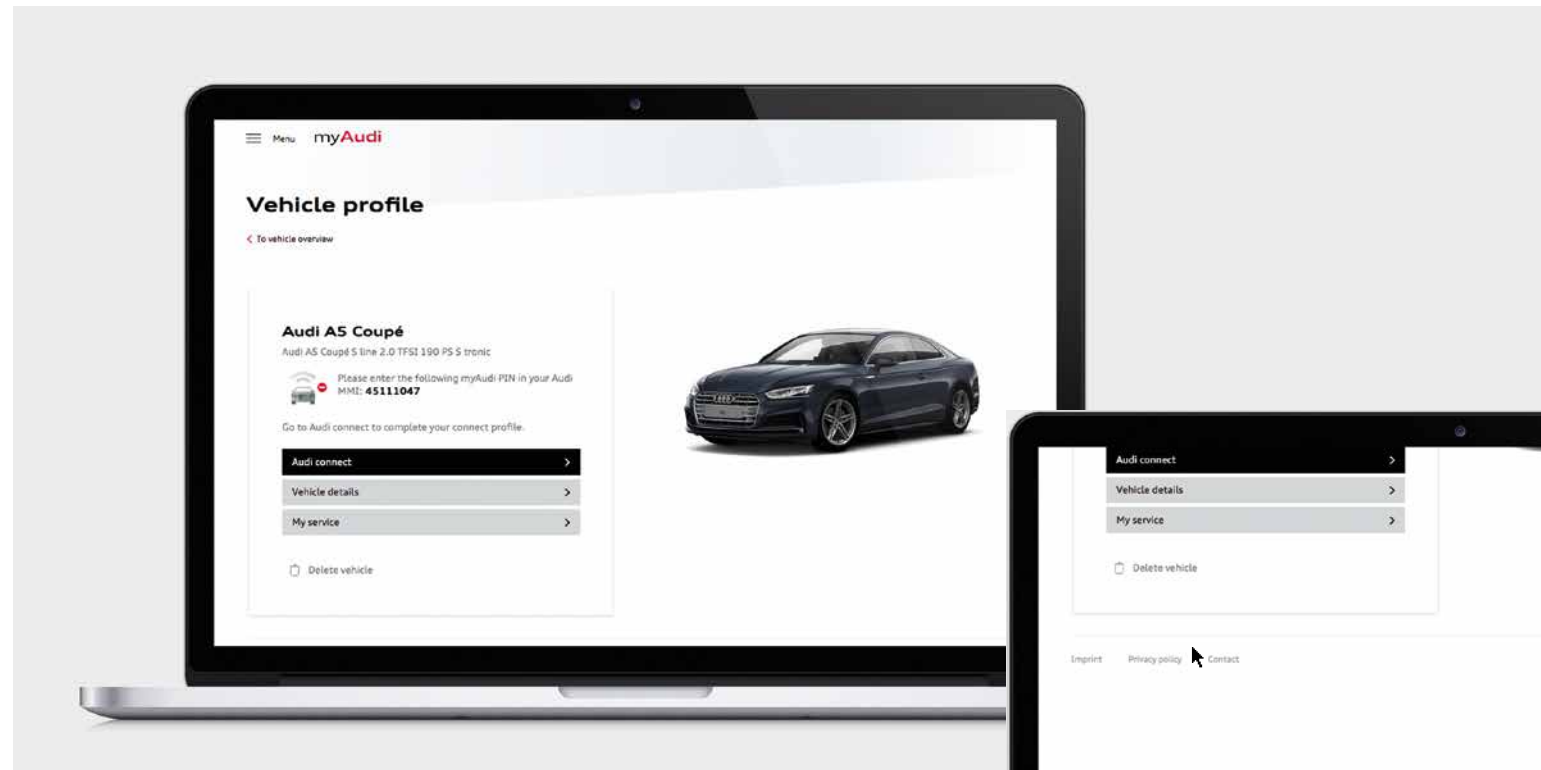 Menu myAudi
Vehicle profile
To vehicle overview
Audi A5 Coupé
Audi A5 Coupé S line 2.0 TFSI 190 PS S tronic
Please enter the following myAudi PIN in your Audi
MMI: 45111047
Go to Audi connect to complete your connect profile.
Audi connect
Vehicle details
My service
Delete vehicle
Audi connect
Vehicle details
My service
Delete vehicle
Imprint Privacy policy Contact